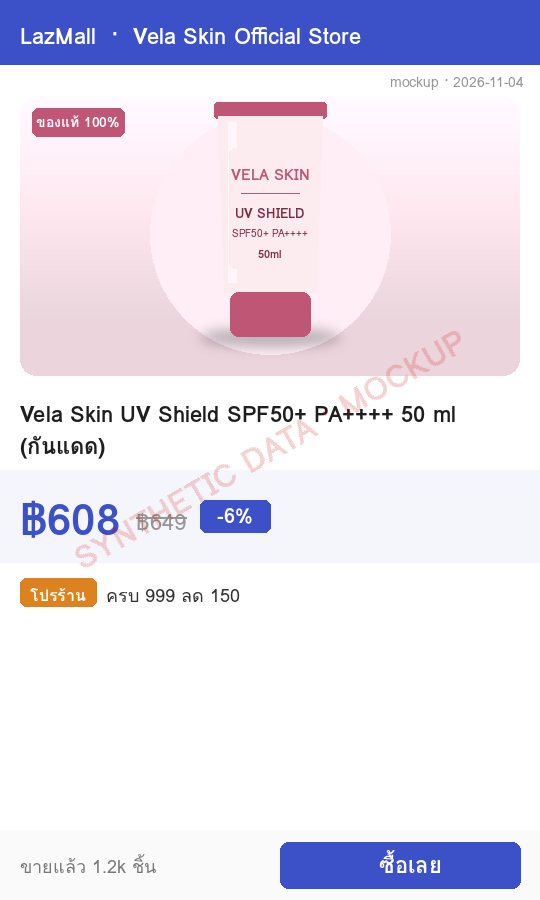 LazMall · Vela Skin Official Store
mockup · 2026-11-04
ของแท้ 100%
VELA SKIN
UV SHIELD
SPF50+ PA++++
50ml
Vela Skin UV Shield SPF50+ PA++++ 50 ml
(กันแดด)
฿608 ฿649 -6%
SYNTHETIC DATA · MOCKUP
โปรร้าน ครบ 999 ลด 150
ขายแล้ว 1.2k ชิ้น ซื้อเลย